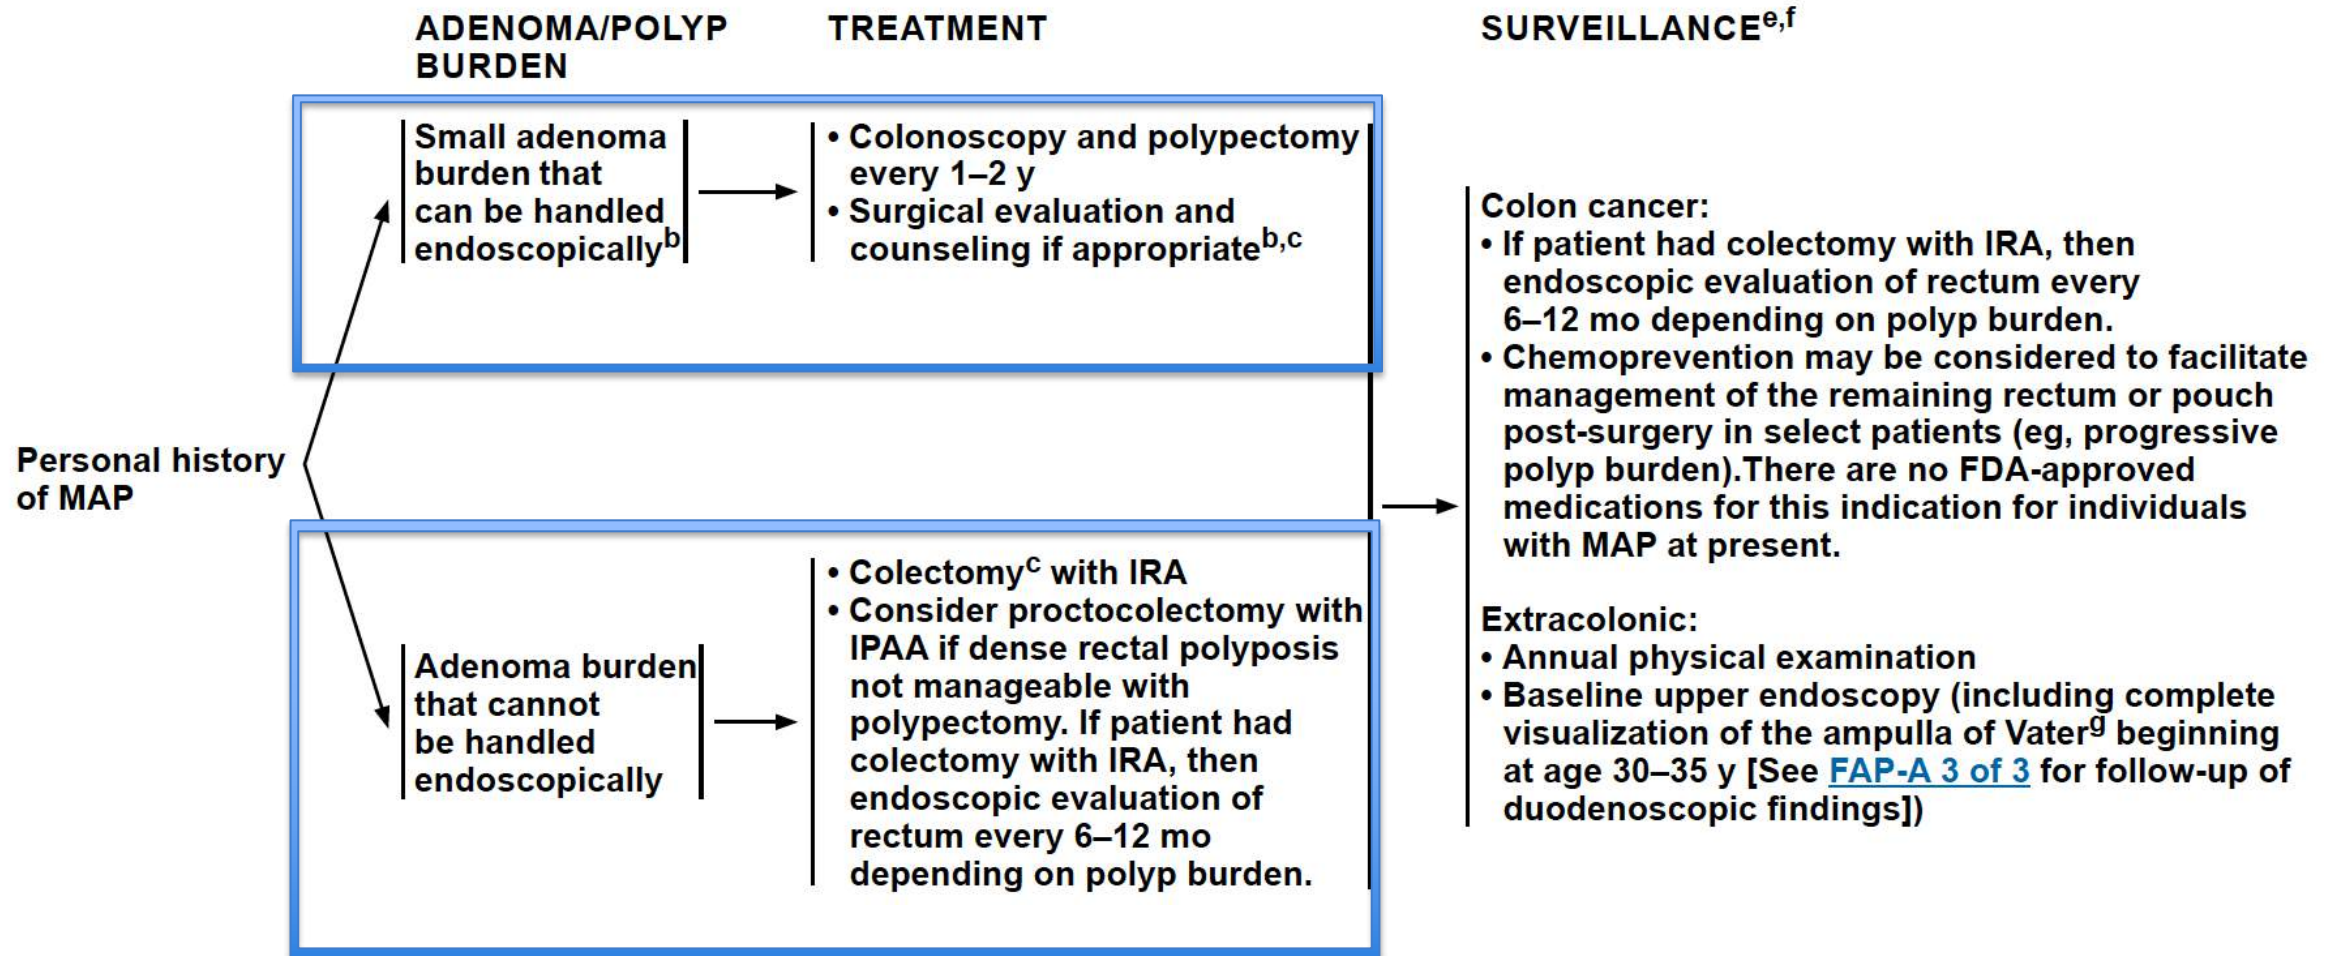 ADENOMA/POLYP
BURDEN
TREATMENT
SURVEILLANCEe,f
Personal history
of MAP
Small adenoma
burden that
can be handled
endoscopicallyb
• Colonoscopy and polypectomy
every 1–2 y
• Surgical evaluation and
counseling if appropriateb,c
Adenoma burden
that cannot
be handled
endoscopically
• Colectomyc with IRA
• Consider proctocolectomy with
IPAA if dense rectal polyposis
not manageable with
polypectomy. If patient had
colectomy with IRA, then
endoscopic evaluation of
rectum every 6–12 mo
depending on polyp burden.
Colon cancer:
• If patient had colectomy with IRA, then
endoscopic evaluation of rectum every
6–12 mo depending on polyp burden.
• Chemoprevention may be considered to facilitate
management of the remaining rectum or pouch
post-surgery in select patients (eg, progressive
polyp burden).There are no FDA-approved
medications for this indication for individuals
with MAP at present.
Extracolonic:
• Annual physical examination
• Baseline upper endoscopy (including complete
visualization of the ampulla of Vaterg beginning
at age 30–35 y [See FAP-A 3 of 3 for follow-up of
duodenoscopic findings])